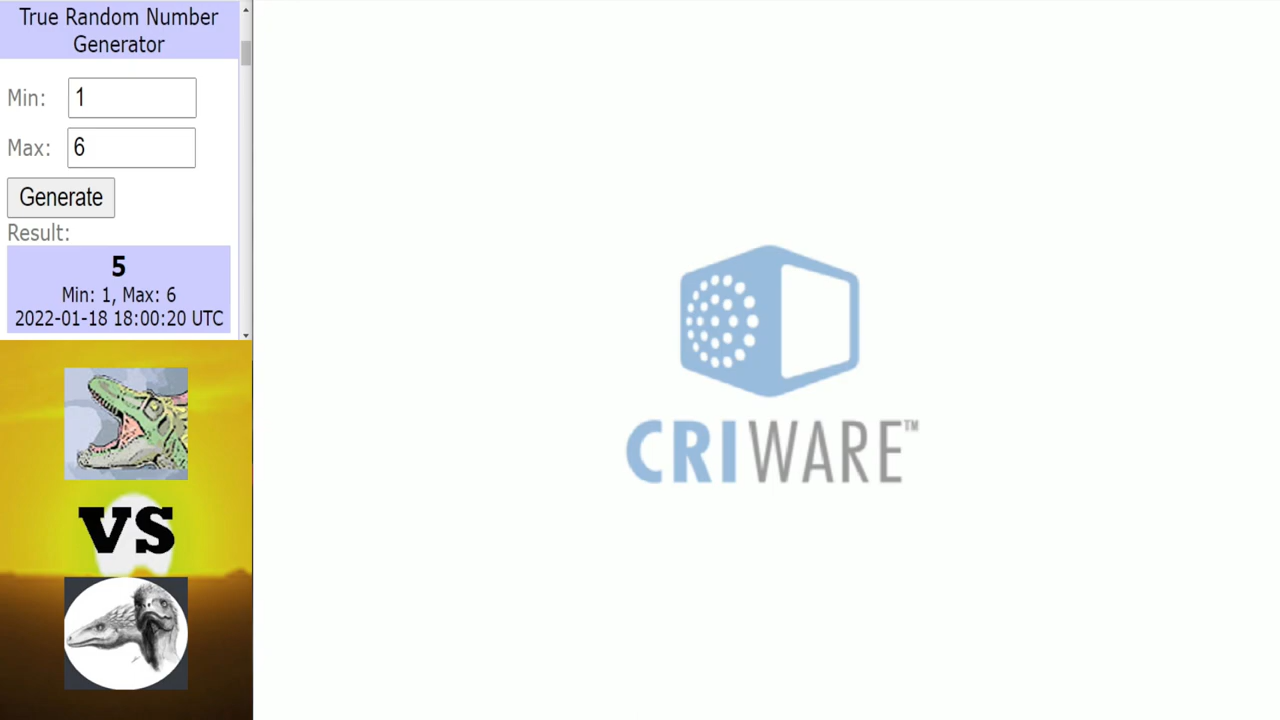 True Random Number
Generator
Min: 1
Max: 6
Generate
Result:
5
Min: 1, Max: 6
2022-01-18 18:00:20 UTC
VS
CRIWARE™